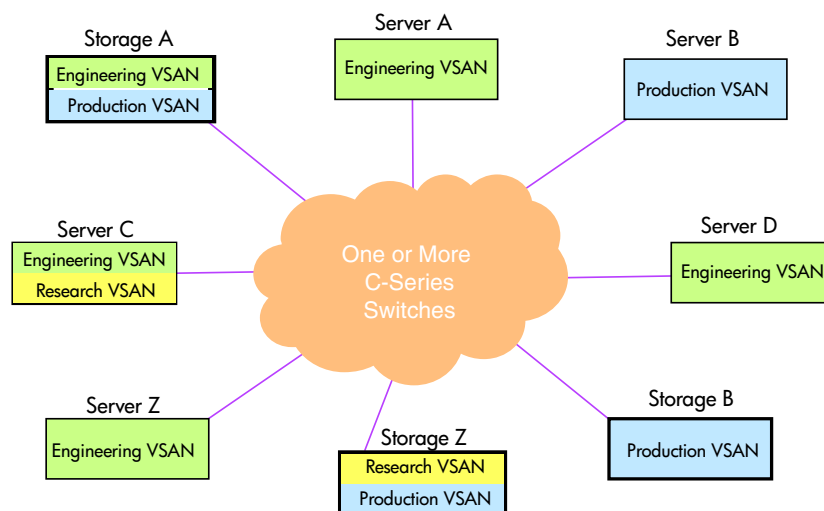 Server A
Engineering VSAN
Storage A
Engineering VSAN
Production VSAN
Server B
Production VSAN
Server C
Engineering VSAN
Research VSAN
One or More
C-Series
Switches
Server D
Engineering VSAN
Server Z
Engineering VSAN
Storage Z
Research VSAN
Production VSAN
Storage B
Production VSAN